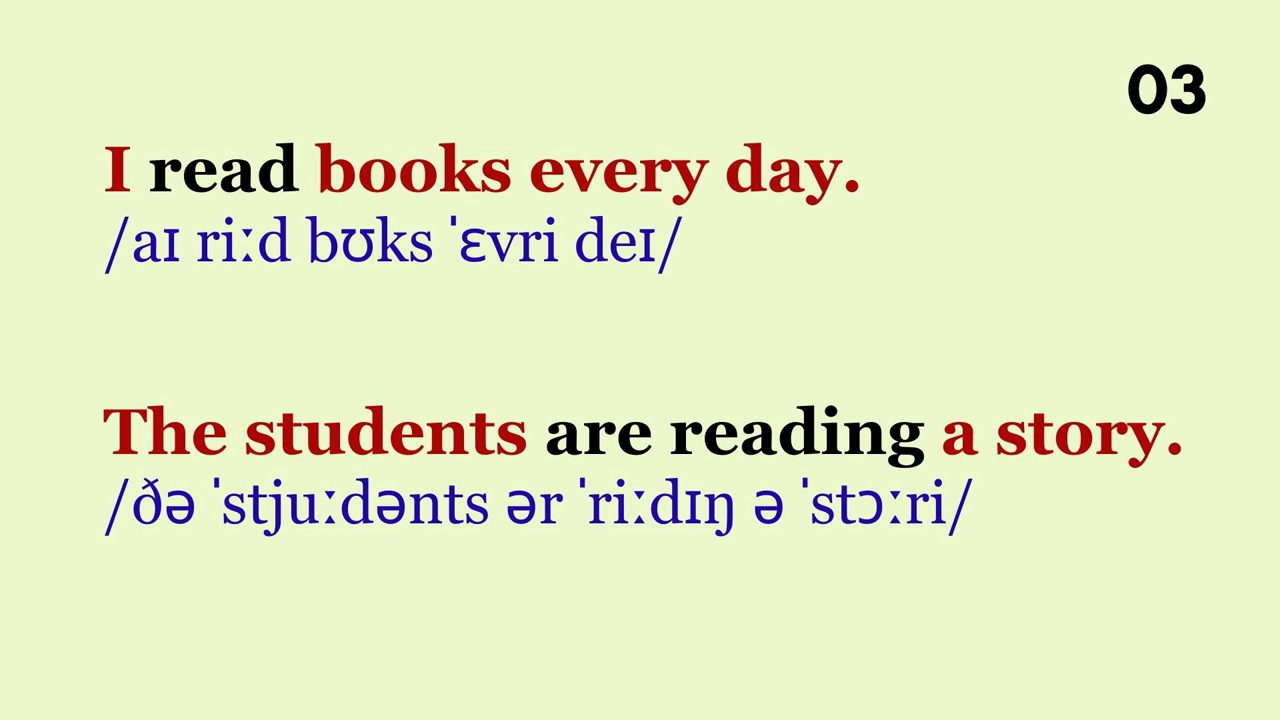 03
I read books every day.
/aɪ riːd bʊks ˈɛvri deɪ/
The students are reading a story.
/ðə ˈstjuːdənts ər ˈriːdɪŋ ə ˈstɔːri/